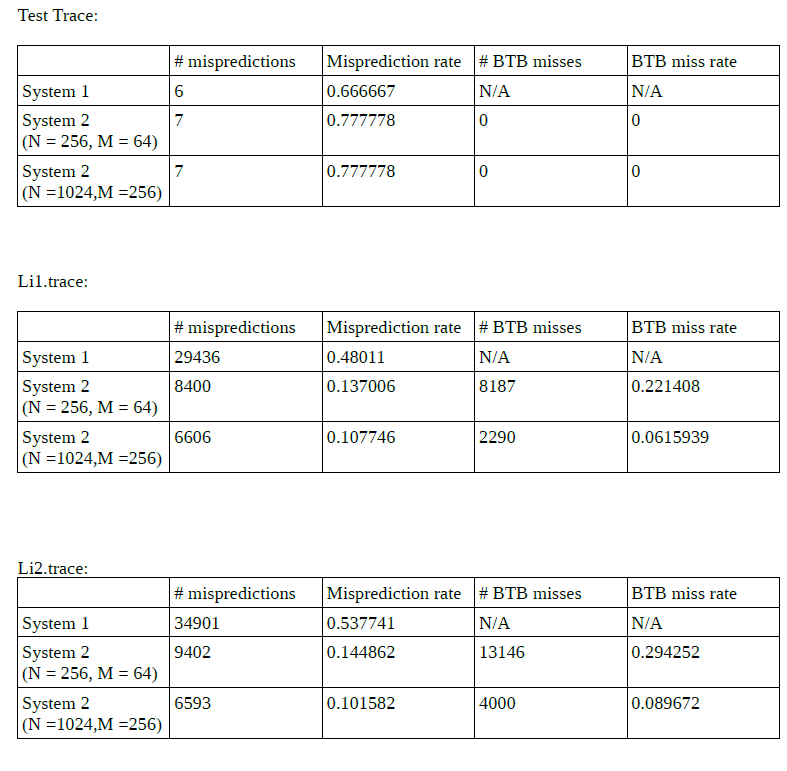 Test Trace:
# mispredictions Misprediction rate # BTB misses BTB miss rate
System 1 6 0.666667 N/A N/A
System 2 7 0.777778 0 0
(N = 256, M = 64)
System 2 7 0.777778 0 0
(N =1024,M =256)
Li1.trace:
# mispredictions Misprediction rate # BTB misses BTB miss rate
System 1 29436 0.48011 N/A N/A
System 2 8400 0.137006 8187 0.221408
(N = 256, M = 64)
System 2 6606 0.107746 2290 0.0615939
(N =1024,M =256)
Li2.trace:
# mispredictions Misprediction rate # BTB misses BTB miss rate
System 1 34901 0.537741 N/A N/A
System 2 9402 0.144862 13146 0.294252
(N = 256, M = 64)
System 2 6593 0.101582 4000 0.089672
(N =1024,M =256)